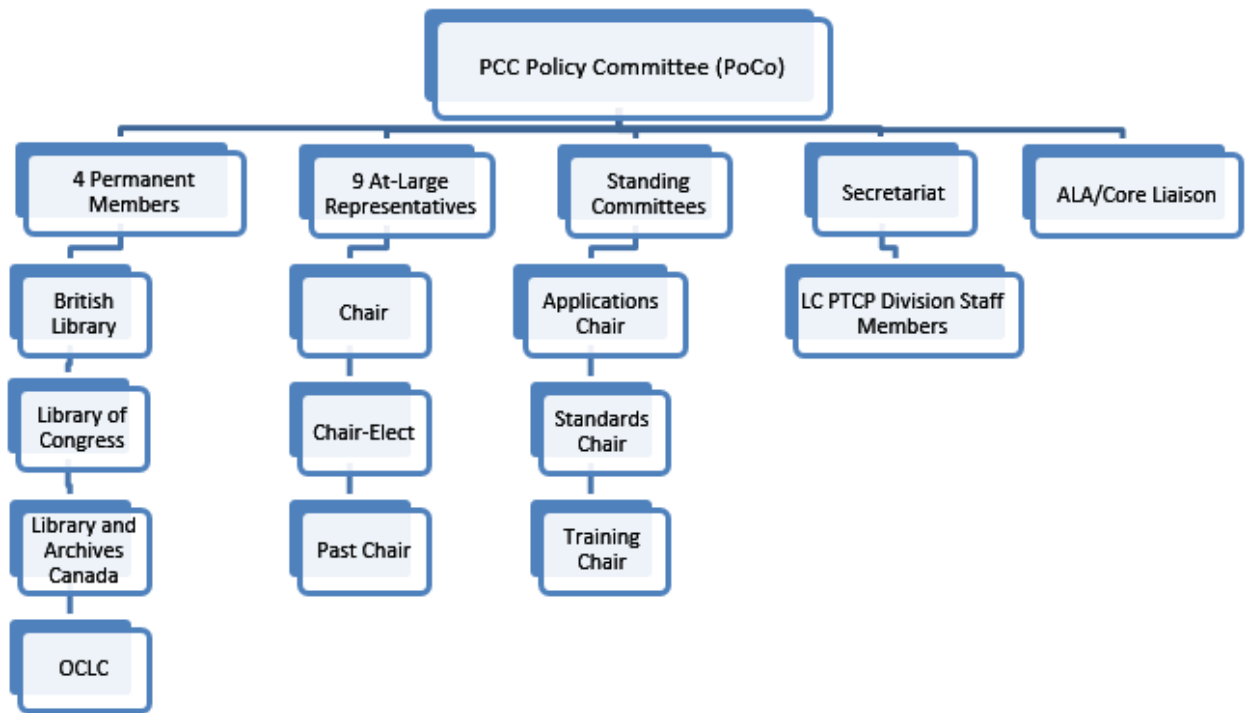 PCC Policy Committee (PoCo)
4 Permanent
Members
9 At-Large
Representatives
Standing
Committees
Secretariat
ALA/Core Liaison
British
Library
Chair
Applications
Chair
LC PTCP Division Staff
Members
Library of
Congress
Chair-Elect
Standards
Chair
Library and
Archives
Canada
Past Chair
Training
Chair
OCLC